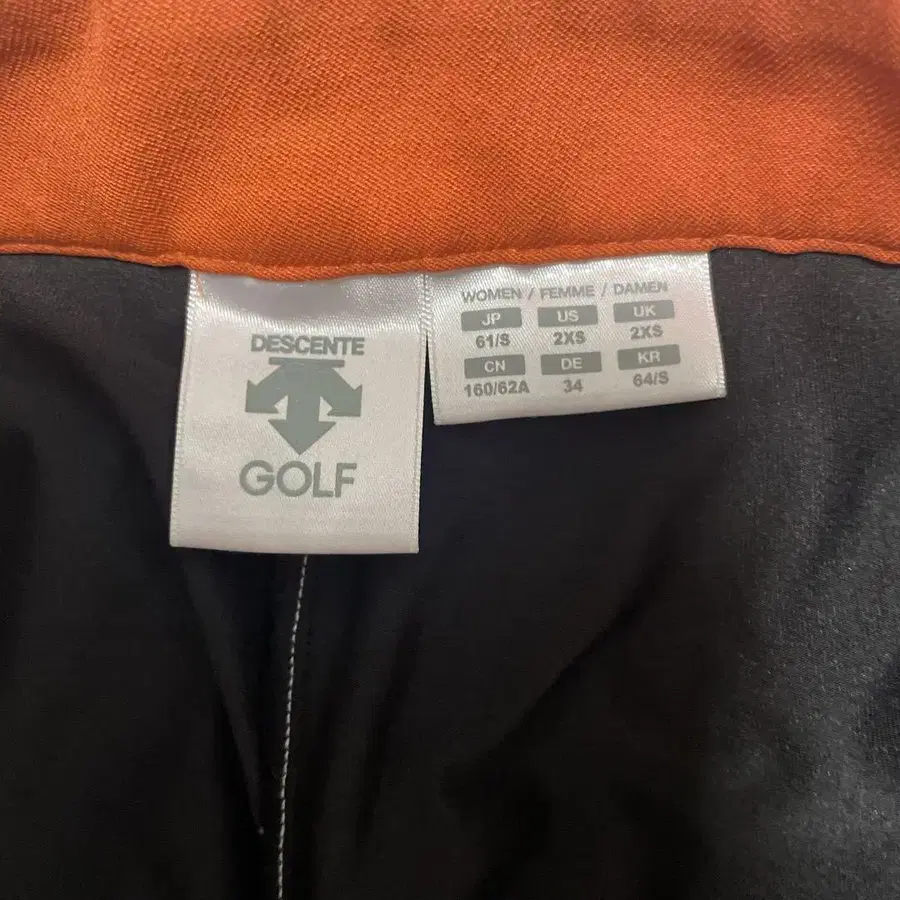 DESCENTE
GOLF
WOMEN / FEMME / DAMEN
JP US UK
61/S 2XS 2XS
CN DE KR
160/62A 34 64/S